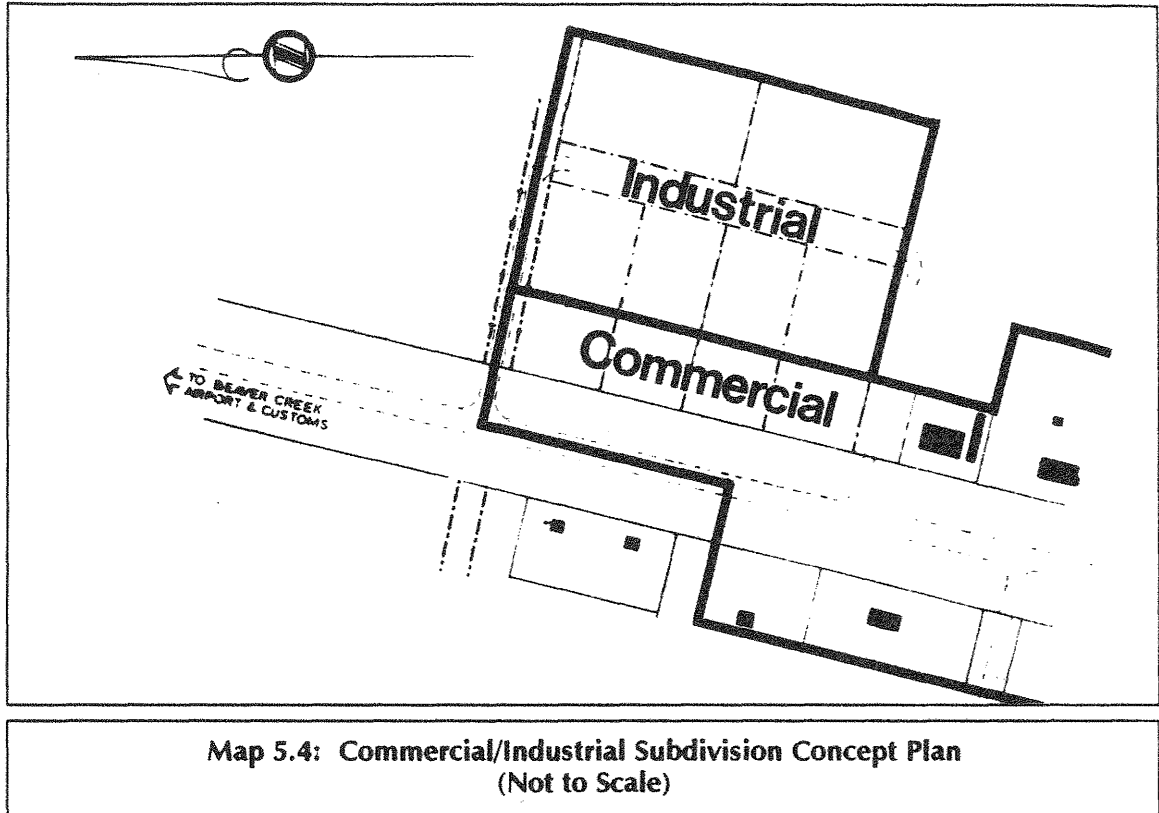 Industrial
Commercial
TO BEAVER CREEK
AIRPORT & CUSTOMS
Map 5.4: Commercial/Industrial Subdivision Concept Plan
(Not to Scale)